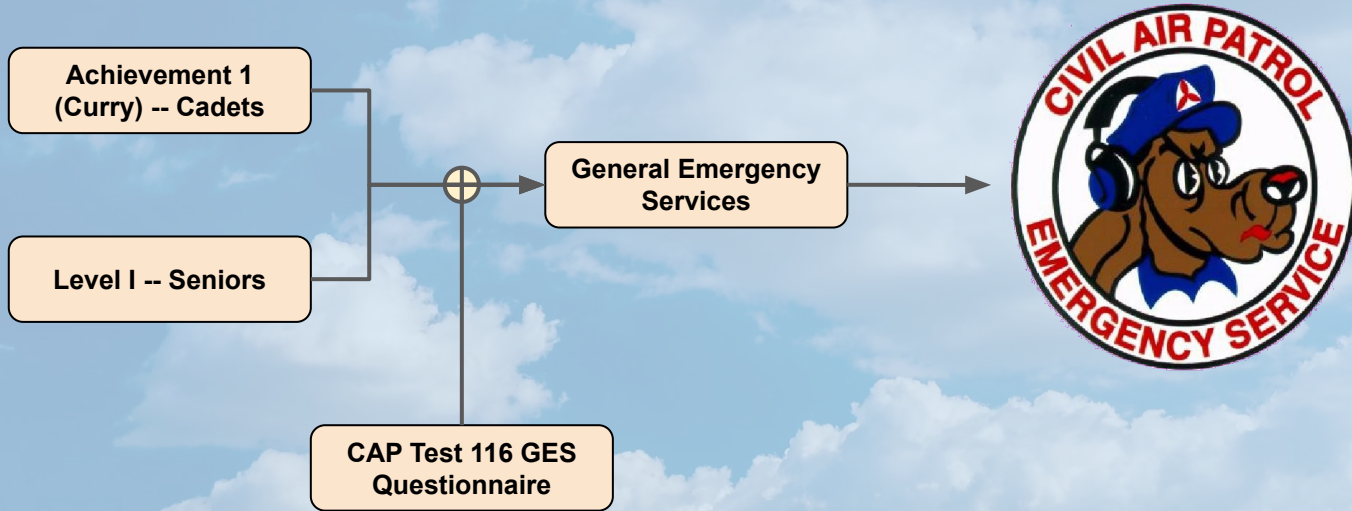 Achievement 1
(Curry) -- Cadets
Level I -- Seniors
CAP Test 116 GES
Questionnaire
General Emergency
Services
CIVIL AIR PATROL
EMERGENCY SERVICE